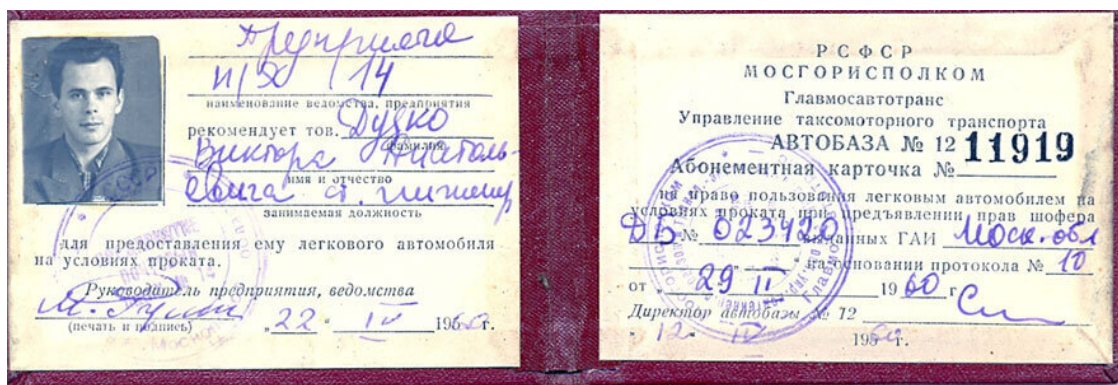 Предприятие
п/я 14
наименование ведомства, предприятия
рекомендует тов. Дудко
фамилия
Виктора Анатоль-
имя и отчество
евича ст. инженер
занимаемая должность
для предоставления ему легкового автомобиля
на условиях проката.
Руководитель предприятия, ведомства
(печать и подпись) „22“ IV 1960г.
РСФСР
МОСГОРИСПОЛКОМ
Главмосавтотранс
Управление таксомоторного транспорта
АВТОБАЗА № 12
Абонементная карточка № 11919
на право пользования легковым автомобилем на
условиях проката при предъявлении прав шофера
ДБ № 023420 выданных ГАИ Моск. обл
на основании протокола № 10
от „29 II 1960 г.
Директор автобазы № 12
„12“ IV 1960 г.